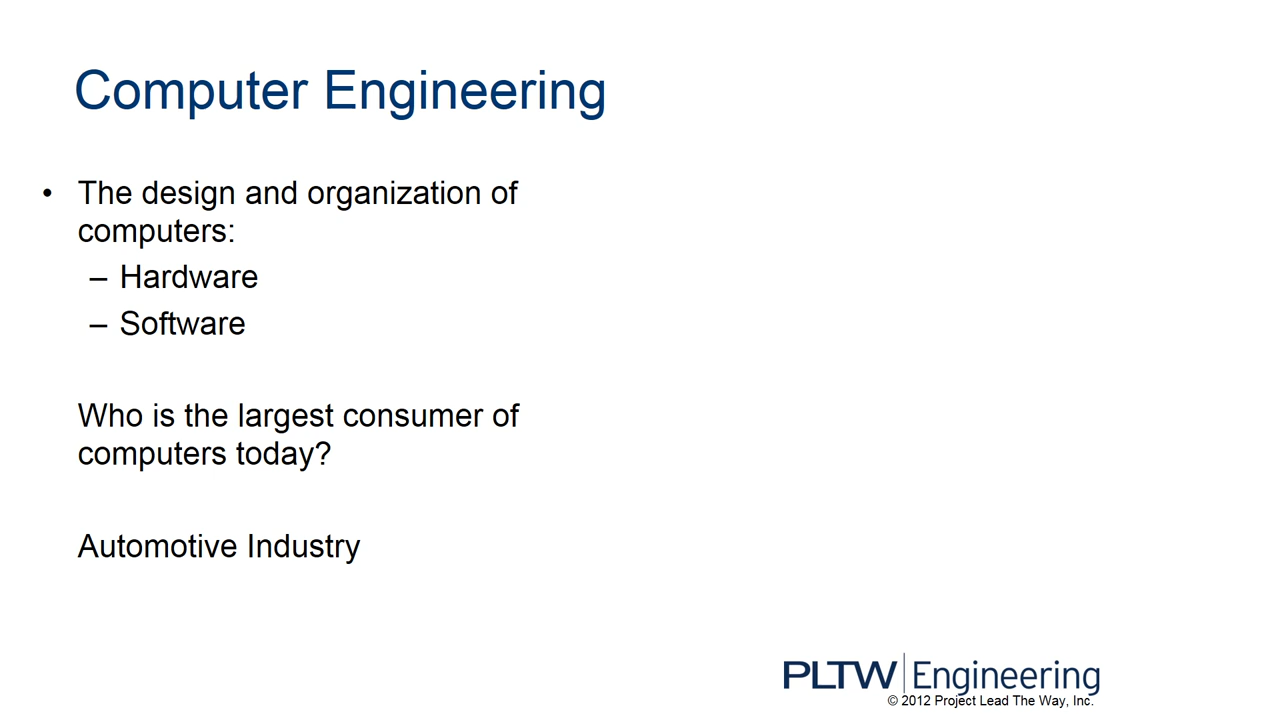 Computer Engineering
• The design and organization of
computers:
– Hardware
– Software
Who is the largest consumer of
computers today?
Automotive Industry
PLTW Engineering
© 2012 Project Lead The Way, Inc.